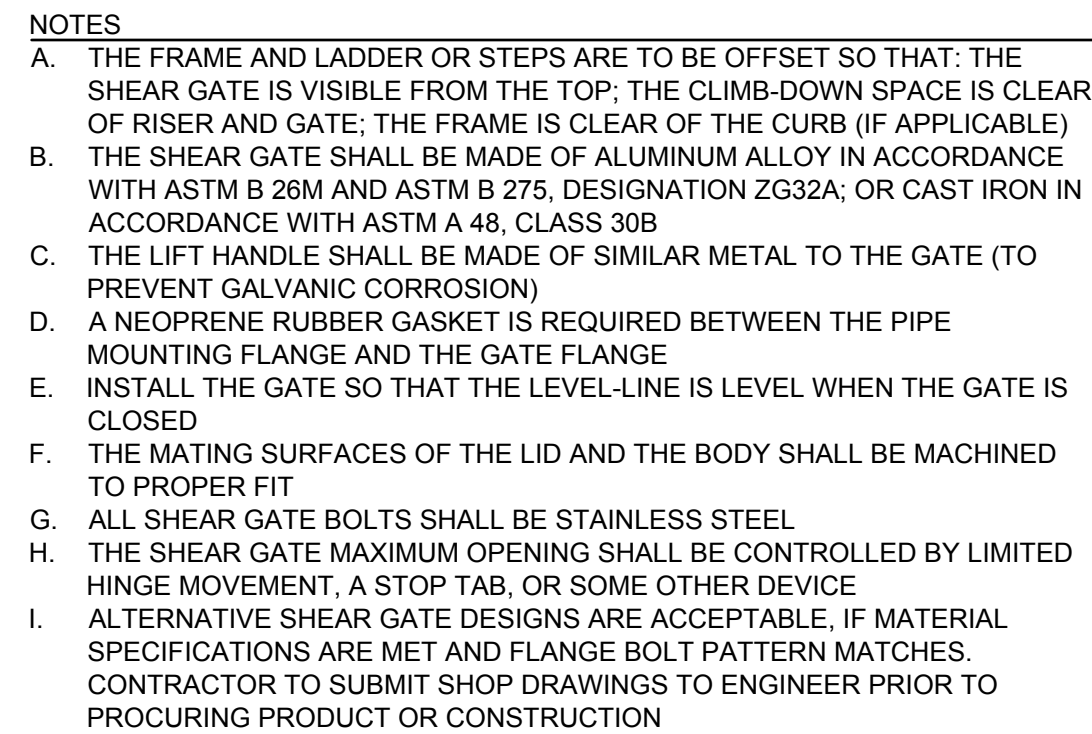 NOTES
A. THE FRAME AND LADDER OR STEPS ARE TO BE OFFSET SO THAT: THE
SHEAR GATE IS VISIBLE FROM THE TOP; THE CLIMB-DOWN SPACE IS CLEAR
OF RISER AND GATE; THE FRAME IS CLEAR OF THE CURB (IF APPLICABLE)
B. THE SHEAR GATE SHALL BE MADE OF ALUMINUM ALLOY IN ACCORDANCE
WITH ASTM B 26M AND ASTM B 275, DESIGNATION ZG32A; OR CAST IRON IN
ACCORDANCE WITH ASTM A 48, CLASS 30B
C. THE LIFT HANDLE SHALL BE MADE OF SIMILAR METAL TO THE GATE (TO
PREVENT GALVANIC CORROSION)
D. A NEOPRENE RUBBER GASKET IS REQUIRED BETWEEN THE PIPE
MOUNTING FLANGE AND THE GATE FLANGE
E. INSTALL THE GATE SO THAT THE LEVEL-LINE IS LEVEL WHEN THE GATE IS
CLOSED
F. THE MATING SURFACES OF THE LID AND THE BODY SHALL BE MACHINED
TO PROPER FIT
G. ALL SHEAR GATE BOLTS SHALL BE STAINLESS STEEL
H. THE SHEAR GATE MAXIMUM OPENING SHALL BE CONTROLLED BY LIMITED
HINGE MOVEMENT, A STOP TAB, OR SOME OTHER DEVICE
I. ALTERNATIVE SHEAR GATE DESIGNS ARE ACCEPTABLE, IF MATERIAL
SPECIFICATIONS ARE MET AND FLANGE BOLT PATTERN MATCHES.
CONTRACTOR TO SUBMIT SHOP DRAWINGS TO ENGINEER PRIOR TO
PROCURING PRODUCT OR CONSTRUCTION